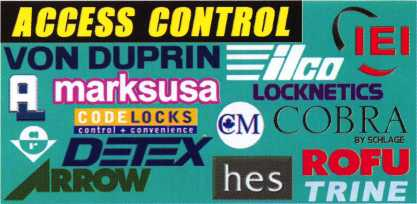 ACCESS CONTROL
VON DUPRIN
ilco
IEI
AL
marksusa
LOCKNETICS
CODELOCKS
control + convenience
CM
COBRA
BY SCHLAGE
DETEX
hes
ROFU
ARROW
TRINE